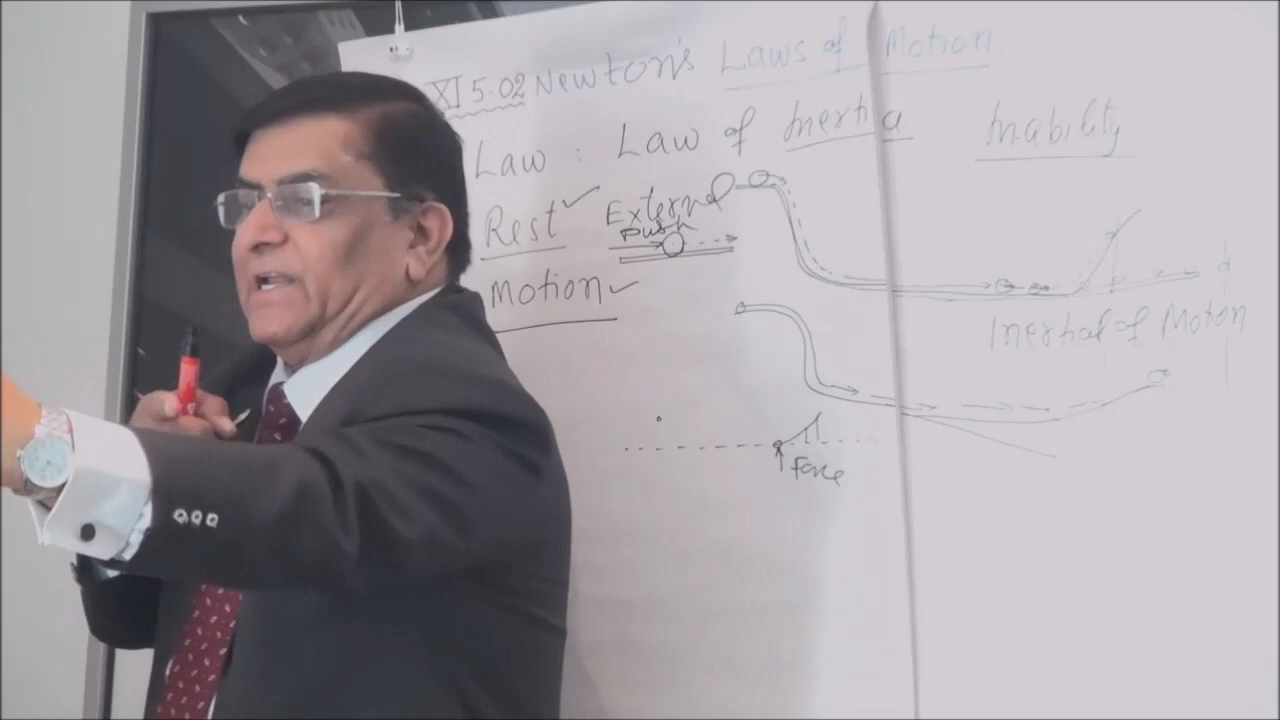 XI 5.02 Newton's Laws of Motion
Law : Law of Inertia Inability
Rest External
Push
Motion
Inertial of Motion
Force